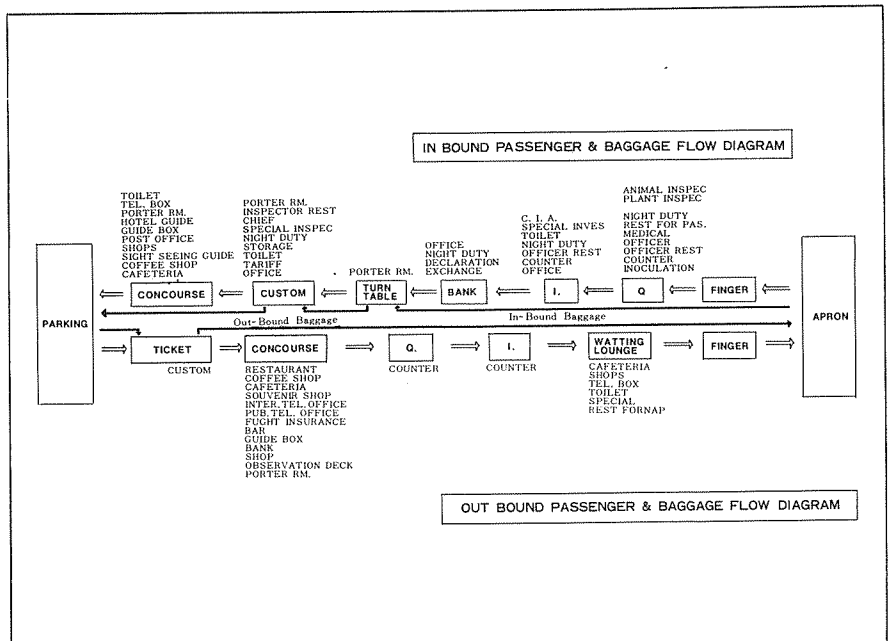 IN BOUND PASSENGER & BAGGAGE FLOW DIAGRAM
TOILET
TEL. BOX
PORTER RM.
HOTEL GUIDE
GUIDE BOX
POST OFFICE
SHOPS
SIGHT SEEING GUIDE
COFFEE SHOP
CAFETERIA
PORTER RM.
INSPECTOR REST
CHIEF
SPECIAL INSPEC
NIGHT DUTY
STORAGE
TOILET
TARIFF
OFFICE
PORTER RM.
OFFICE
NIGHT DUTY
DECLARATION
EXCHANGE
C. I. A.
SPECIAL INVES
TOILET
NIGHT DUTY
OFFICER REST
COUNTER
OFFICE
ANIMAL INSPEC
PLANT INSPEC
NIGHT DUTY
REST FOR PAS.
MEDICAL
OFFICER
OFFICER REST
COUNTER
INOCULATION
PARKING
CONCOURSE
CUSTOM
TURN
TABLE
BANK
I.
Q
FINGER
APRON
Out-Bound Baggage
In-Bound Baggage
TICKET
CONCOURSE
Q.
I.
WATTING
LOUNGE
FINGER
CUSTOM
RESTAURANT
COFFEE SHOP
CAFETERIA
SOUVENIR SHOP
INTER.TEL.OFFICE
PUB.TEL. OFFICE
FUGHT INSURANCE
BAR
GUIDE BOX
BANK
SHOP
OBSERVATION DECK
PORTER RM.
COUNTER
COUNTER
CAFETERIA
SHOPS
TEL. BOX
TOILET
SPECIAL
REST FORNAP
OUT BOUND PASSENGER & BAGGAGE FLOW DIAGRAM